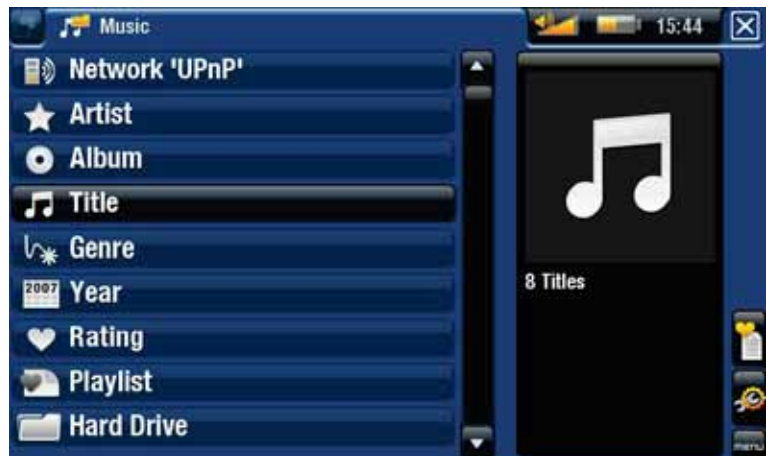 Music
15:44
Network 'UPnP'
Artist
Album
Title
Genre
2007 Year
Rating
Playlist
Hard Drive
8 Titles
menu